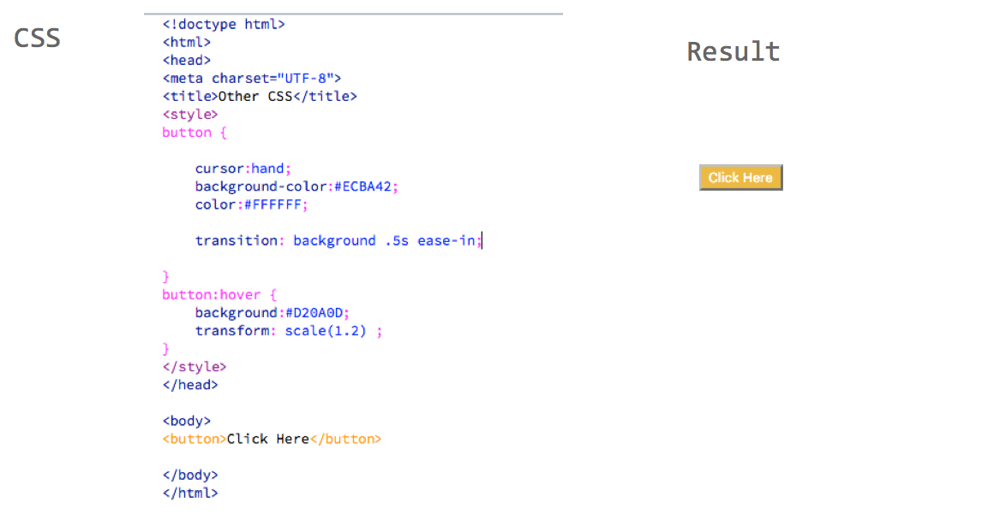 CSS
<!doctype html>
<html>
<head>
<meta charset="UTF-8">
<title>Other CSS</title>
<style>
button {
cursor:hand;
background-color:#ECBA42;
color:#FFFFFF;
transition: background .5s ease-in;
}
button:hover {
background:#D20A0D;
transform: scale(1.2) ;
}
</style>
</head>
<body>
<button>Click Here</button>
</body>
</html>
Result
Click Here